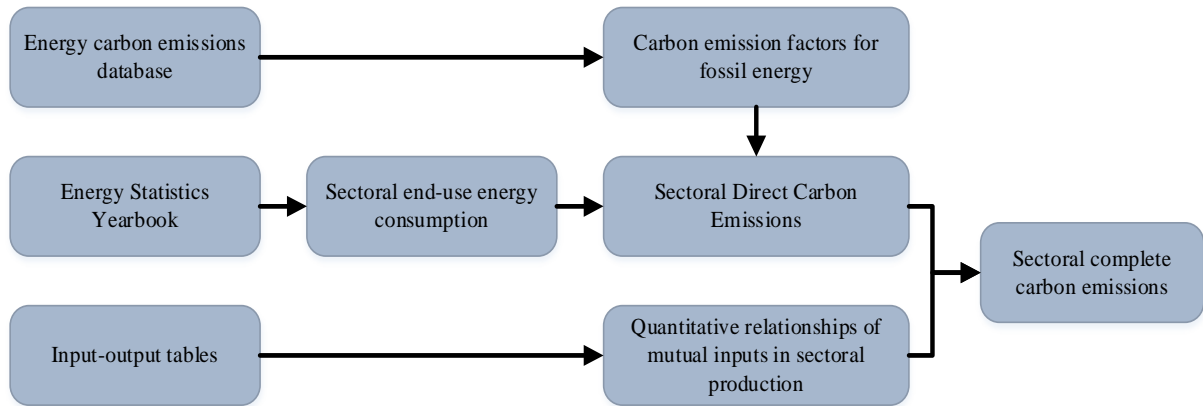 Energy carbon emissions
database
Carbon emission factors for
fossil energy
Energy Statistics
Yearbook
Sectoral end-use energy
consumption
Sectoral Direct Carbon
Emissions
Sectoral complete
carbon emissions
Input-output tables
Quantitative relationships of
mutual inputs in sectoral
production